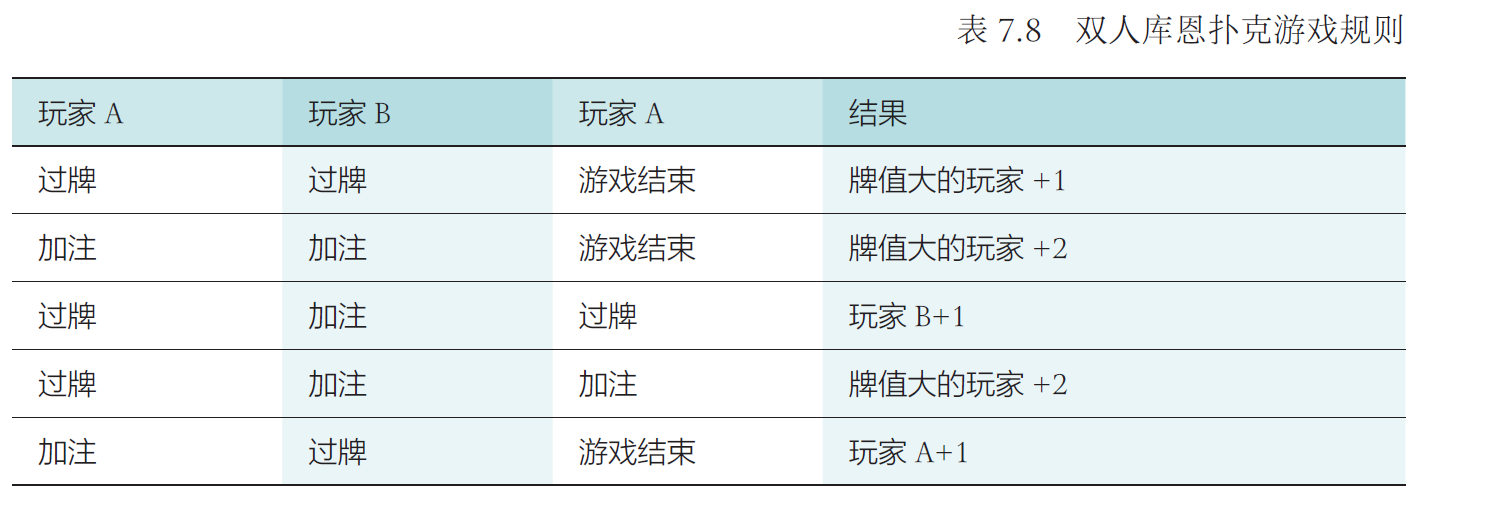 表 7.8 双人库恩扑克游戏规则
玩家 A 玩家 B 玩家 A 结果
过牌 过牌 游戏结束 牌值大的玩家 +1
加注 加注 游戏结束 牌值大的玩家 +2
过牌 加注 过牌 玩家 B+1
过牌 加注 加注 牌值大的玩家 +2
加注 过牌 游戏结束 玩家 A+1